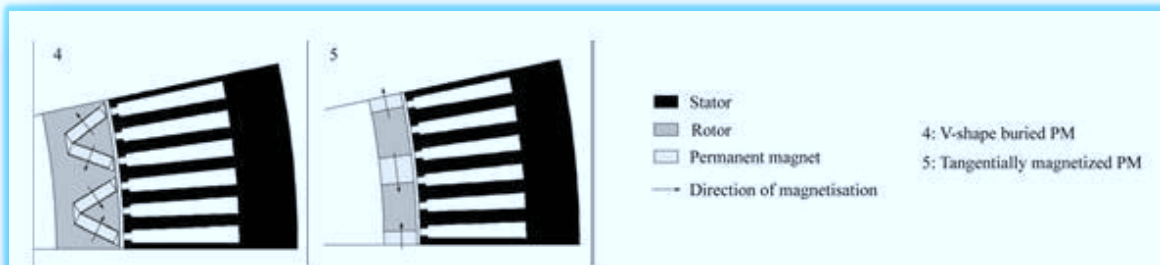 4
5
Stator
Rotor
Permanent magnet
Direction of magnetisation
4: V-shape buried PM
5: Tangentially magnetized PM